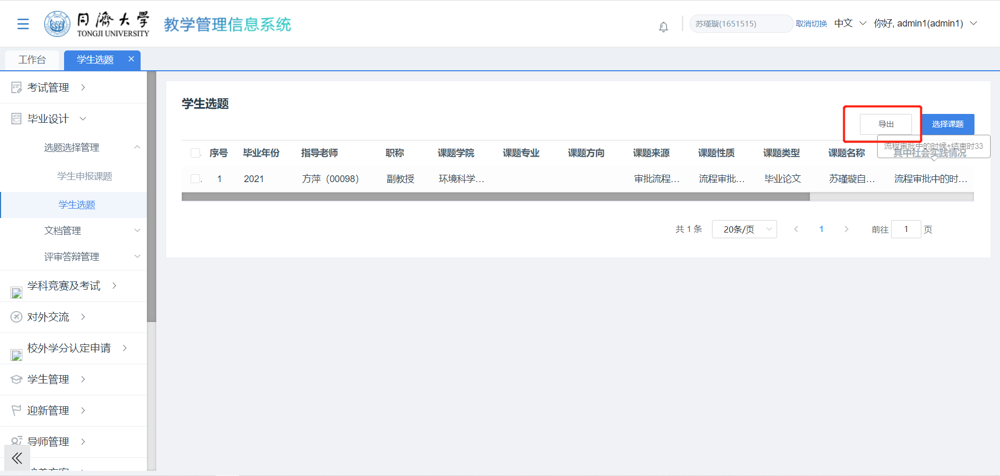 同濟大學
TONGJI UNIVERSITY
教学管理信息系统
苏瑾璇(1651515)
取消切换
中文
你好, admin1(admin1)
工作台
学生选题
考试管理
毕业设计
选题选择管理
学生申报课题
学生选题
文档管理
评审答辩管理
学科竞赛及考试
对外交流
校外学分认定申请
学生管理
迎新管理
导师管理
学生选题
导出
选择课题
流程审批中的时候+结束时33
序号 毕业年份 指导老师 职称 课题学院 课题专业 课题方向 课题来源 课题性质 课题类型 课题名称 其中社会实践情况
1 2021 方萍（00098） 副教授 环境科学... 审批流程... 流程审批... 毕业论文 苏瑾璇自... 流程审批中的时...
共 1 条 20条/页 1 前往 1 页